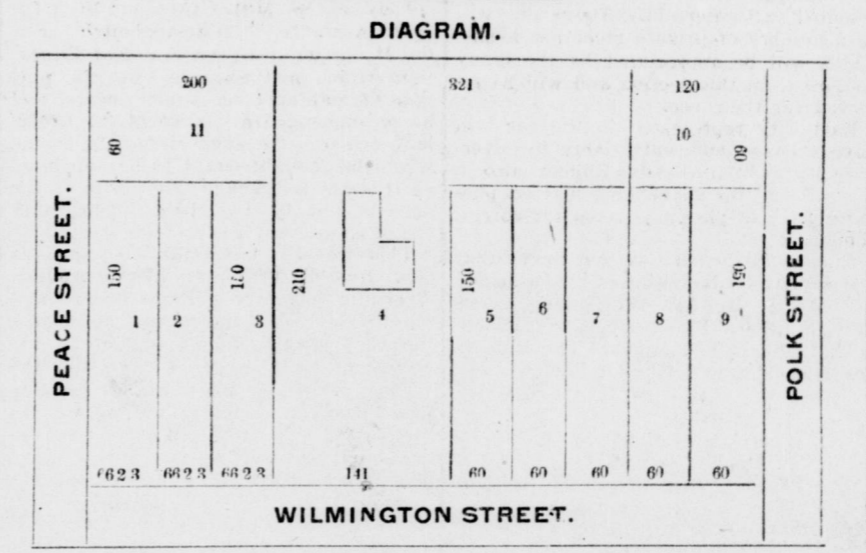 DIAGRAM.
200 321 120
11 10
60 60
PEACE STREET.
150 150 210 150 150
POLK STREET.
1 2 3 4 5 6 7 8 9
66 2 3 66 2 3 66 2 3 141 60 60 60 60 60
WILMINGTON STREET.